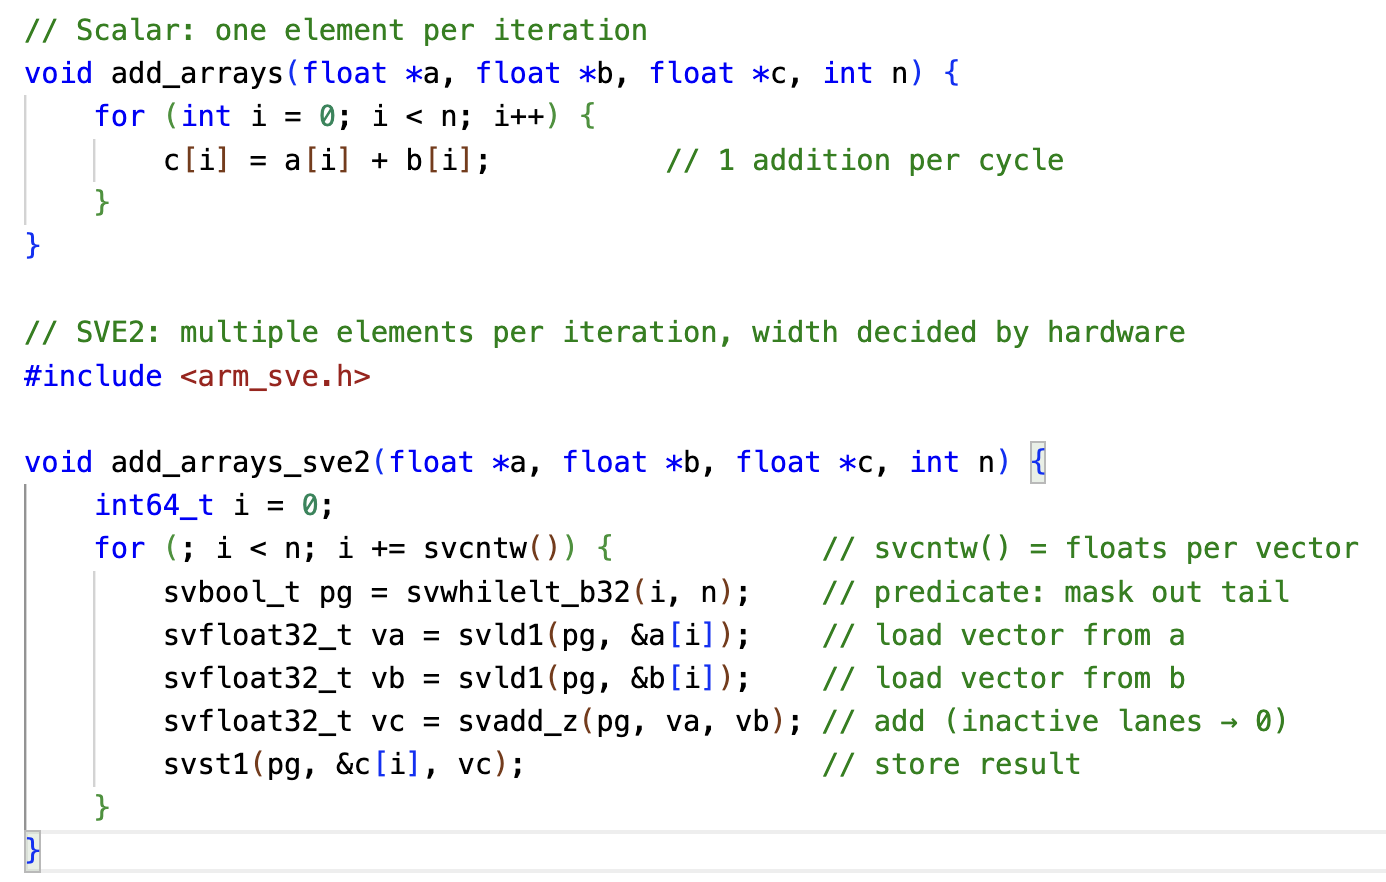 // Scalar: one element per iteration
void add_arrays(float *a, float *b, float *c, int n) {
    for (int i = 0; i < n; i++) {
        c[i] = a[i] + b[i];          // 1 addition per cycle
    }
}

// SVE2: multiple elements per iteration, width decided by hardware
#include <arm_sve.h>

void add_arrays_sve2(float *a, float *b, float *c, int n) {
    int64_t i = 0;
    for (; i < n; i += svcntw()) {            // svcntw() = floats per vector
        svbool_t pg = svwhilelt_b32(i, n);    // predicate: mask out tail
        svfloat32_t va = svld1(pg, &a[i]);    // load vector from a
        svfloat32_t vb = svld1(pg, &b[i]);    // load vector from b
        svfloat32_t vc = svadd_z(pg, va, vb); // add (inactive lanes → 0)
        svst1(pg, &c[i], vc);                 // store result
    }
}